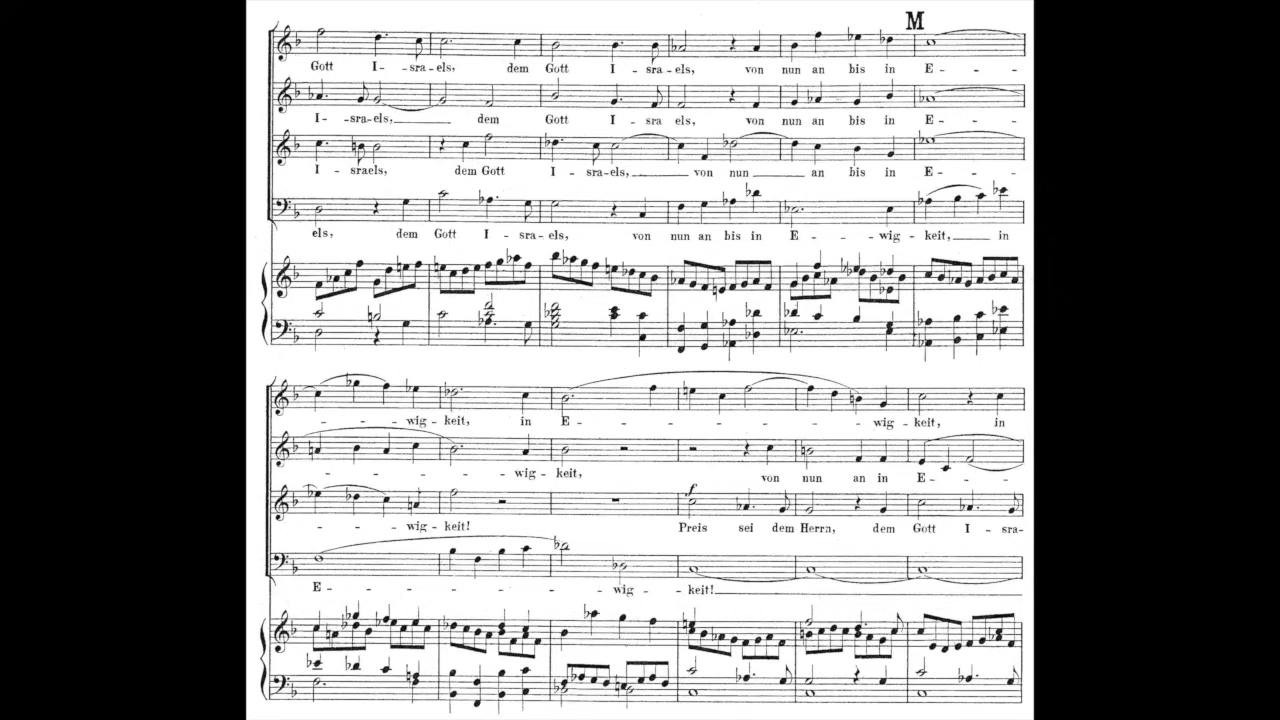 M
Gott I - sra - els, dem Gott I - sra - els, von nun an bis in E - - -
I - sra - els, dem Gott I - sra els, von nun an bis in E - - -
I - sraels, dem Gott I - sra - els, von nun an bis in E - - -
els, dem Gott I - sra - els, von nun an bis in E - - wig - keit, in
- - - wig - keit, in E - - - - - - wig - keit, in
- - - - - wig - keit, von nun an in E - -
- - - wig - keit! Preis sei dem Herrn, dem Gott I - sra-
f
E - - - - - - - wig - keit!